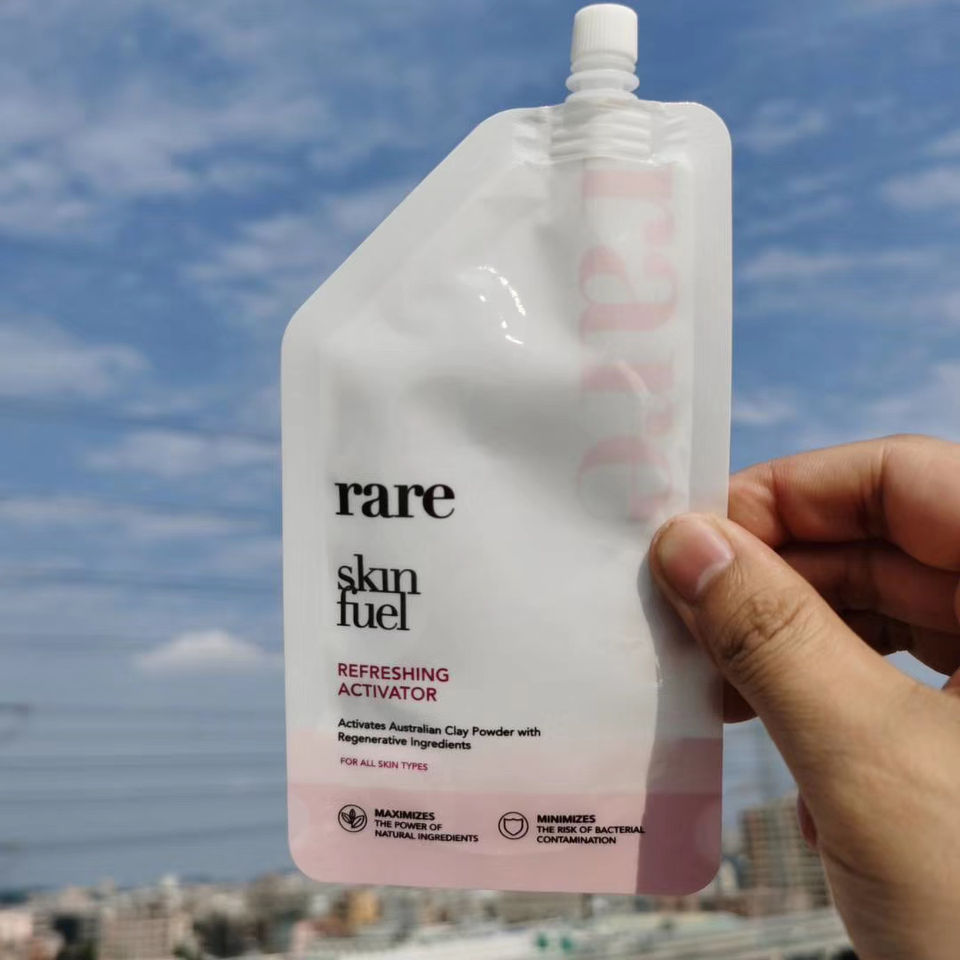 rare
rare
skin
fuel
REFRESHING
ACTIVATOR
Activates Australian Clay Powder with
Regenerative Ingredients
FOR ALL SKIN TYPES
MAXIMIZES
THE POWER OF
NATURAL INGREDIENTS
MINIMIZES
THE RISK OF BACTERIAL
CONTAMINATION